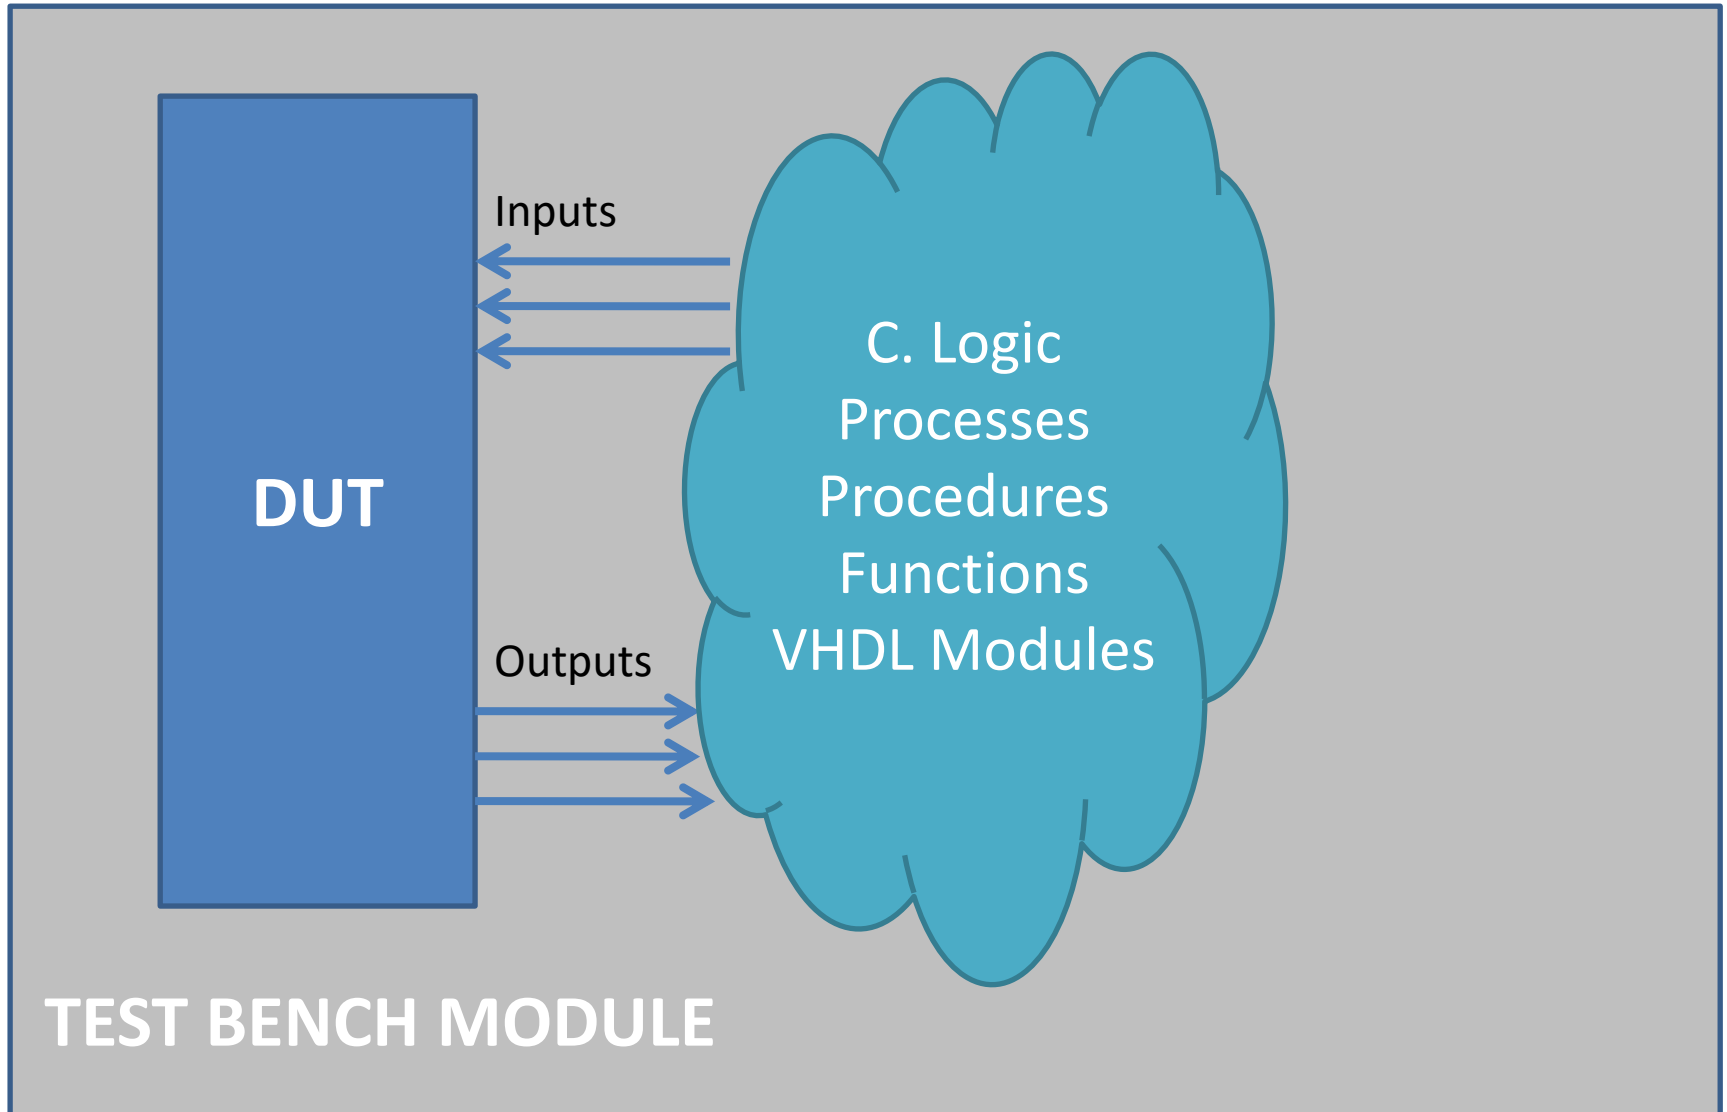 Inputs
C. Logic
Processes
Procedures
Functions
VHDL Modules
DUT
Outputs
TEST BENCH MODULE